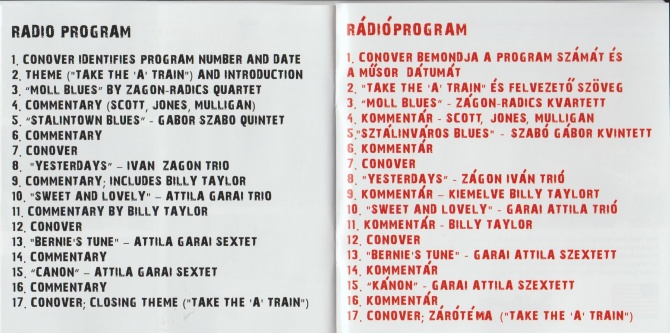 RADIO PROGRAM
1. CONOVER IDENTIFIES PROGRAM NUMBER AND DATE
2. THEME ("TAKE THE 'A' TRAIN") AND INTRODUCTION
3. "MOLL BLUES" BY ZAGON-RADICS QUARTET
4. COMMENTARY (SCOTT, JONES, MULLIGAN)
5. "STALINTOWN BLUES" - GABOR SZABO QUINTET
6. COMMENTARY
7. CONOVER
8. "YESTERDAYS" – IVAN ZAGON TRIO
9. COMMENTARY; INCLUDES BILLY TAYLOR
10. "SWEET AND LOVELY" – ATTILA GARAI TRIO
11. COMMENTARY BY BILLY TAYLOR
12. CONOVER
13. "BERNIE'S TUNE" – ATTILA GARAI SEXTET
14. COMMENTARY
15. "CANON" – ATTILA GARAI SEXTET
16. COMMENTARY
17. CONOVER; CLOSING THEME ("TAKE THE 'A' TRAIN")
RÁDIÓPROGRAM
1. CONOVER BEMONDJA A PROGRAM SZÁMÁT ÉS
A MŰSOR DÁTUMÁT
2. "TAKE THE 'A' TRAIN" ÉS FELVEZETŐ SZÖVEG
3. "MOLL BLUES" - ZÁGON-RADICS KVARTETT
4. KOMMENTÁR - SCOTT, JONES, MULLIGAN
5."SZTÁLINVÁROS BLUES" - SZABÓ GÁBOR KVINTETT
6. KOMMENTÁR
7. CONOVER
8. "YESTERDAYS" - ZÁGON IVÁN TRIÓ
9. KOMMENTÁR – KIEMELVE BILLY TAYLORT
10. "SWEET AND LOVELY" - GARAI ATTILA TRIÓ
11. KOMMENTÁR - BILLY TAYLOR
12. CONOVER
13. "BERNIE'S TUNE" - GARAI ATTILA SZEXTETT
14. KOMMENTÁR
15. "KÁNON" - GARAI ATTILA SZEXTETT
16. KOMMENTÁR
17. CONOVER; ZÁRÓTÉMA ("TAKE THE 'A' TRAIN")